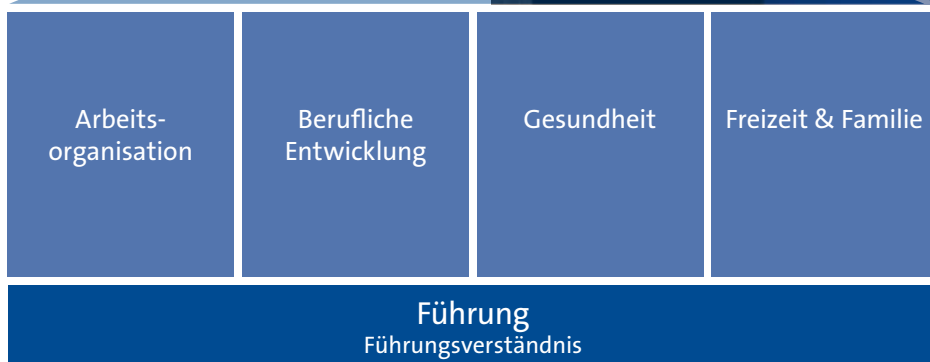 Arbeits-
organisation
Berufliche
Entwicklung
Gesundheit
Freizeit & Familie
Führung
Führungsverständnis